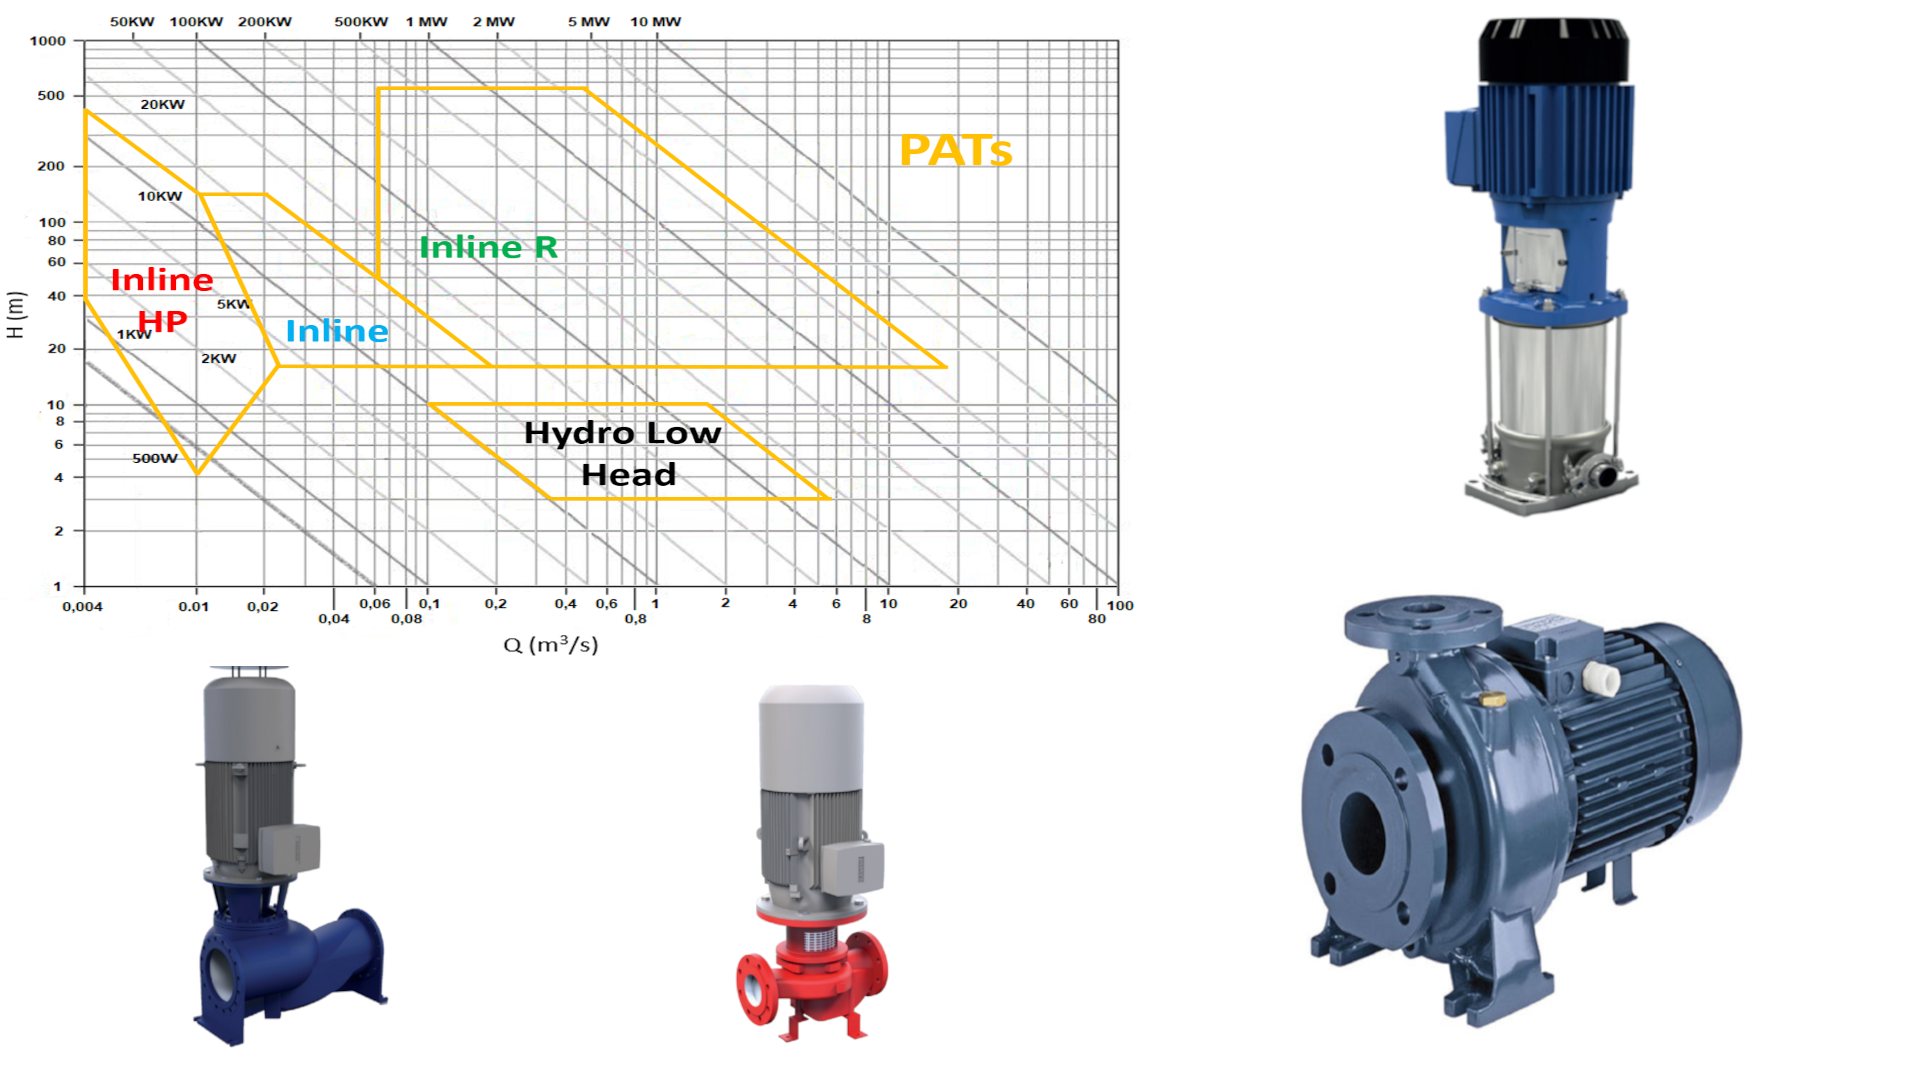 50KW 100KW 200KW 500KW 1 MW 2 MW 5 MW 10 MW
1000
500
20KW
PATs
200
10KW
100
80
Inline R
60
Inline
HP
40
5KW
H (m)
1KW
Inline
20
2KW
10
8
Hydro Low
Head
6
500W
4
2
1
0,004 0.01 0,02 0,04 0,06 0,08 0,1 0,2 0,4 0,6 0,8 1 2 4 6 8 10 20 40 60 80 100
Q (m³/s)